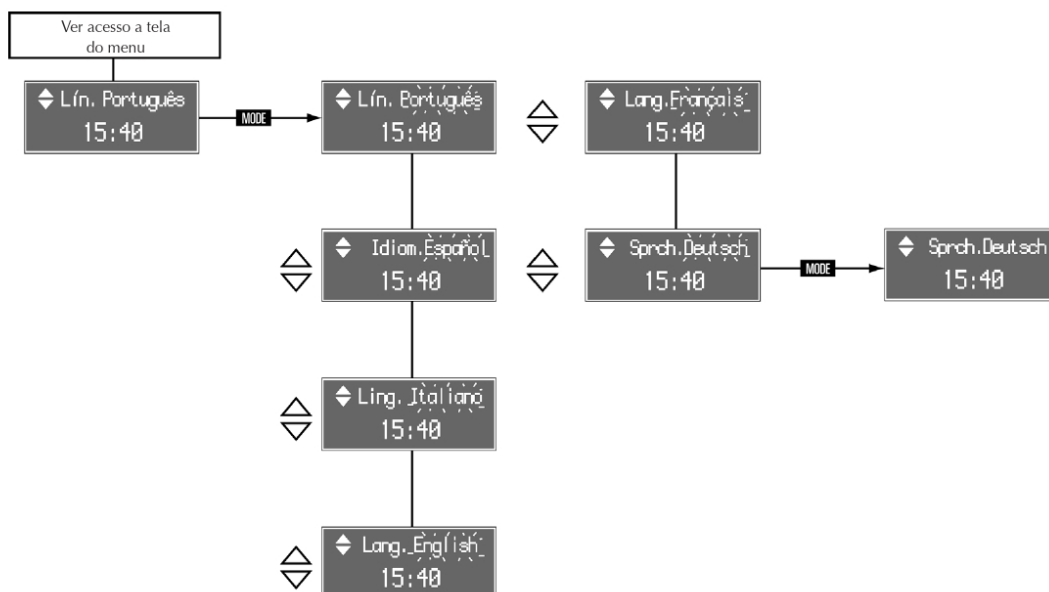 Ver acesso a tela
do menu
Lín. Português
15:40
MODE
Lín. Português
15:40
Idiom.Español
15:40
Ling. Italiano
15:40
Lang. English
15:40
Lang.Français
15:40
Sprch.Deutsch
15:40
MODE
Sprch.Deutsch
15:40